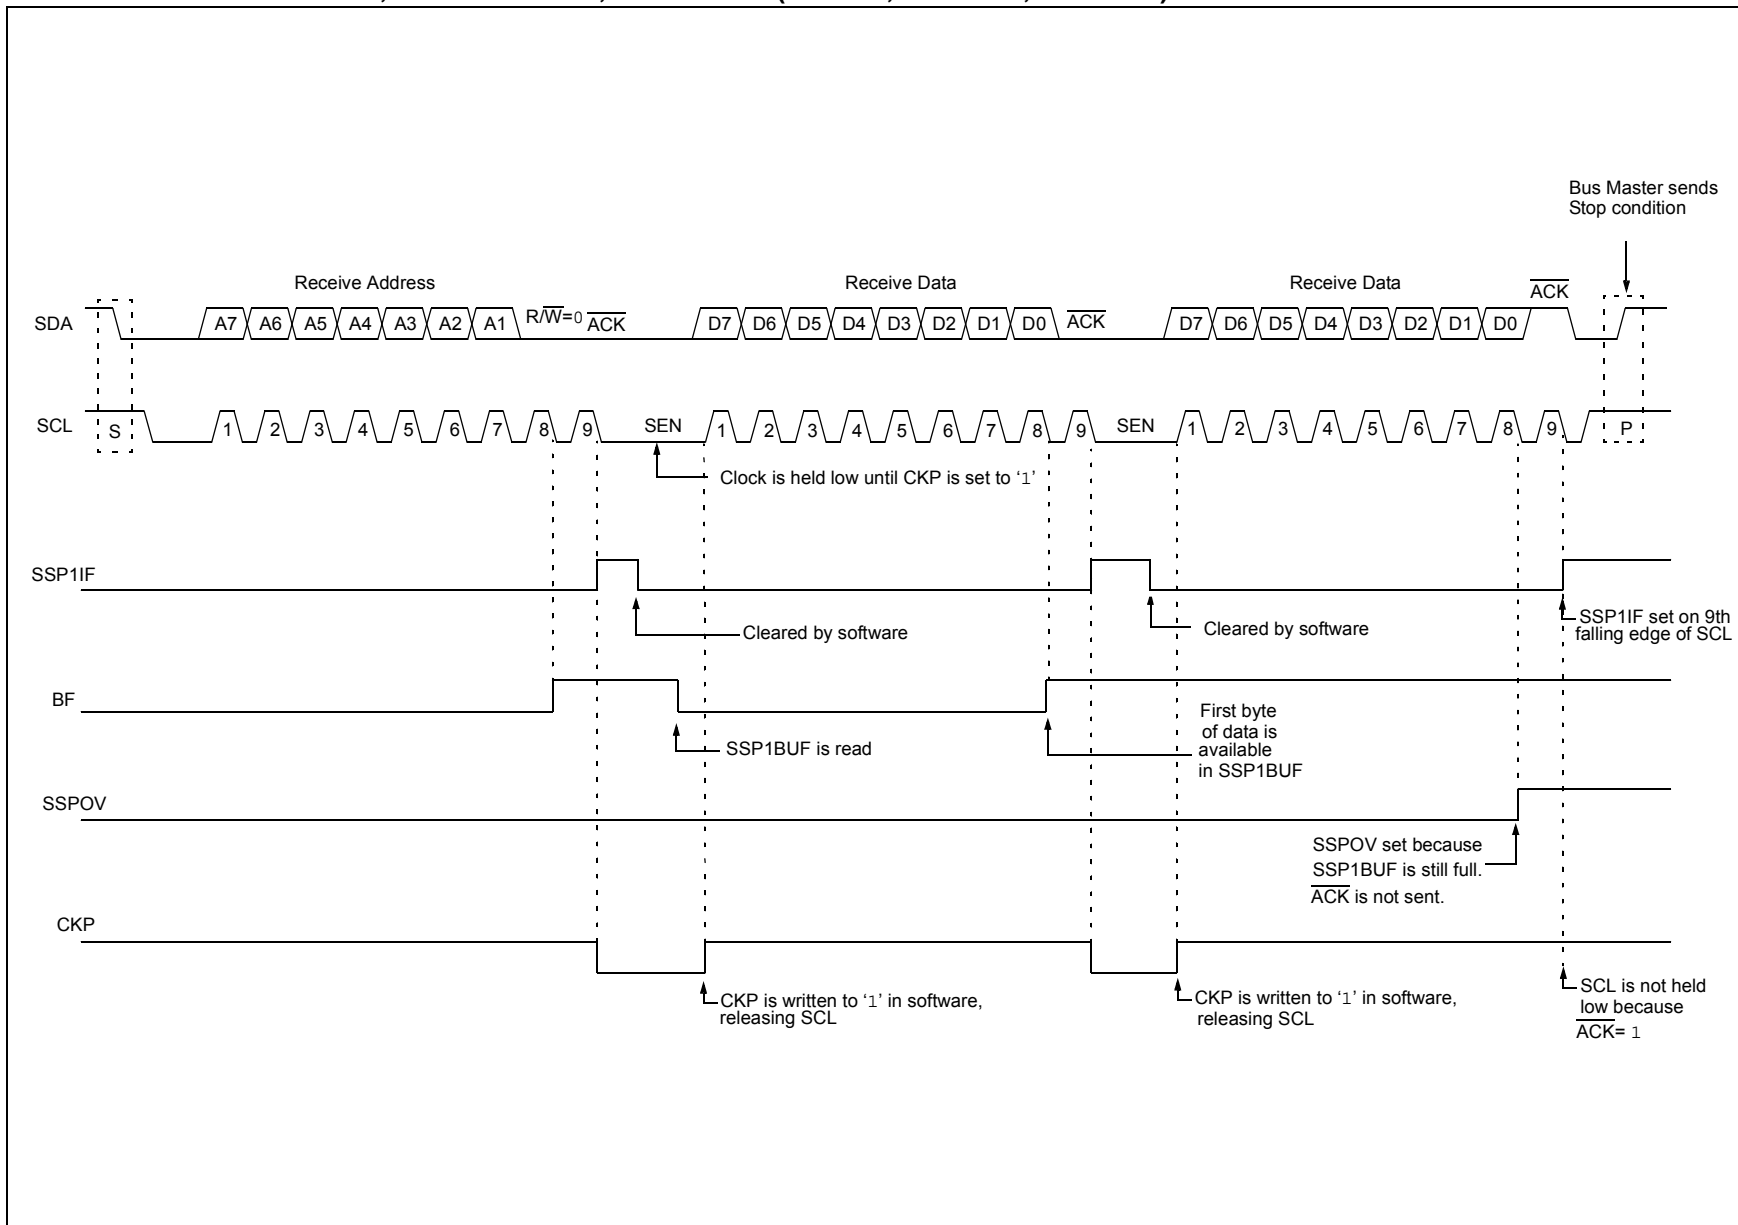 Bus Master sends
Stop condition
Receive Address
Receive Data
Receive Data
ACK
SDA
A7 A6 A5 A4 A3 A2 A1 R/W=0 ACK D7 D6 D5 D4 D3 D2 D1 D0 ACK D7 D6 D5 D4 D3 D2 D1 D0
SCL
S 1 2 3 4 5 6 7 8 9 SEN 1 2 3 4 5 6 7 8 9 SEN 1 2 3 4 5 6 7 8 9 P
Clock is held low until CKP is set to ‘1’
SSP1IF
Cleared by software
Cleared by software
SSP1IF set on 9th
falling edge of SCL
BF
SSP1BUF is read
First byte
of data is
available
in SSP1BUF
SSPOV
SSPOV set because
SSP1BUF is still full.
ACK is not sent.
CKP
CKP is written to ‘1’ in software,
releasing SCL
CKP is written to ‘1’ in software,
releasing SCL
SCL is not held
low because
ACK= 1